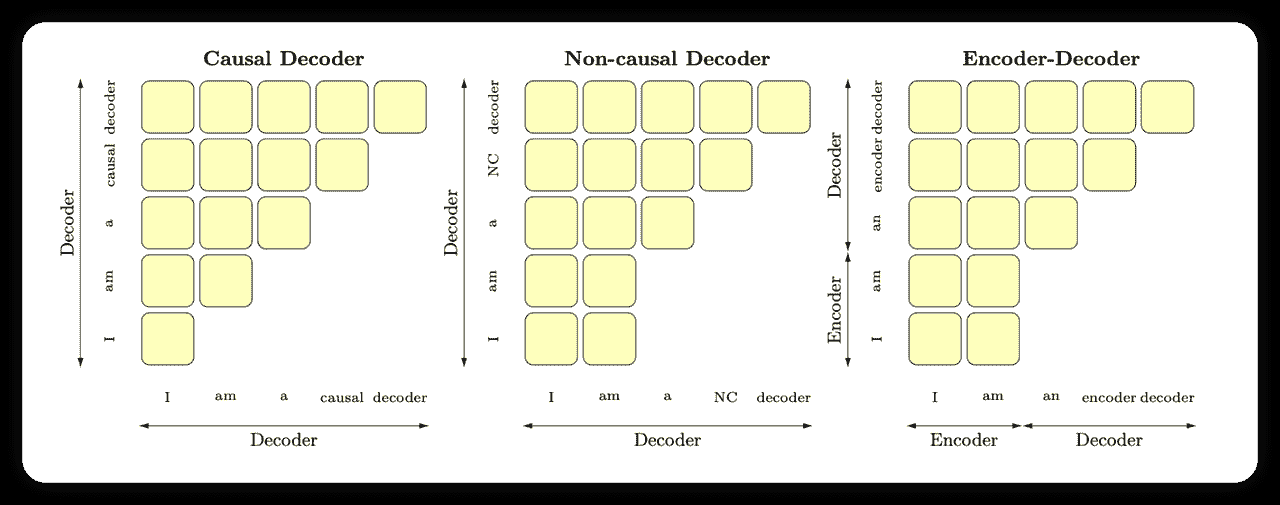 Causal Decoder
Decoder
decoder
causal
a
am
I
I am a causal decoder
Decoder
Non-causal Decoder
Decoder
decoder
NC
a
am
I
I am a NC decoder
Decoder
Encoder-Decoder
Decoder
Encoder
decoder
encoder
an
am
I
I am an encoder decoder
Encoder Decoder